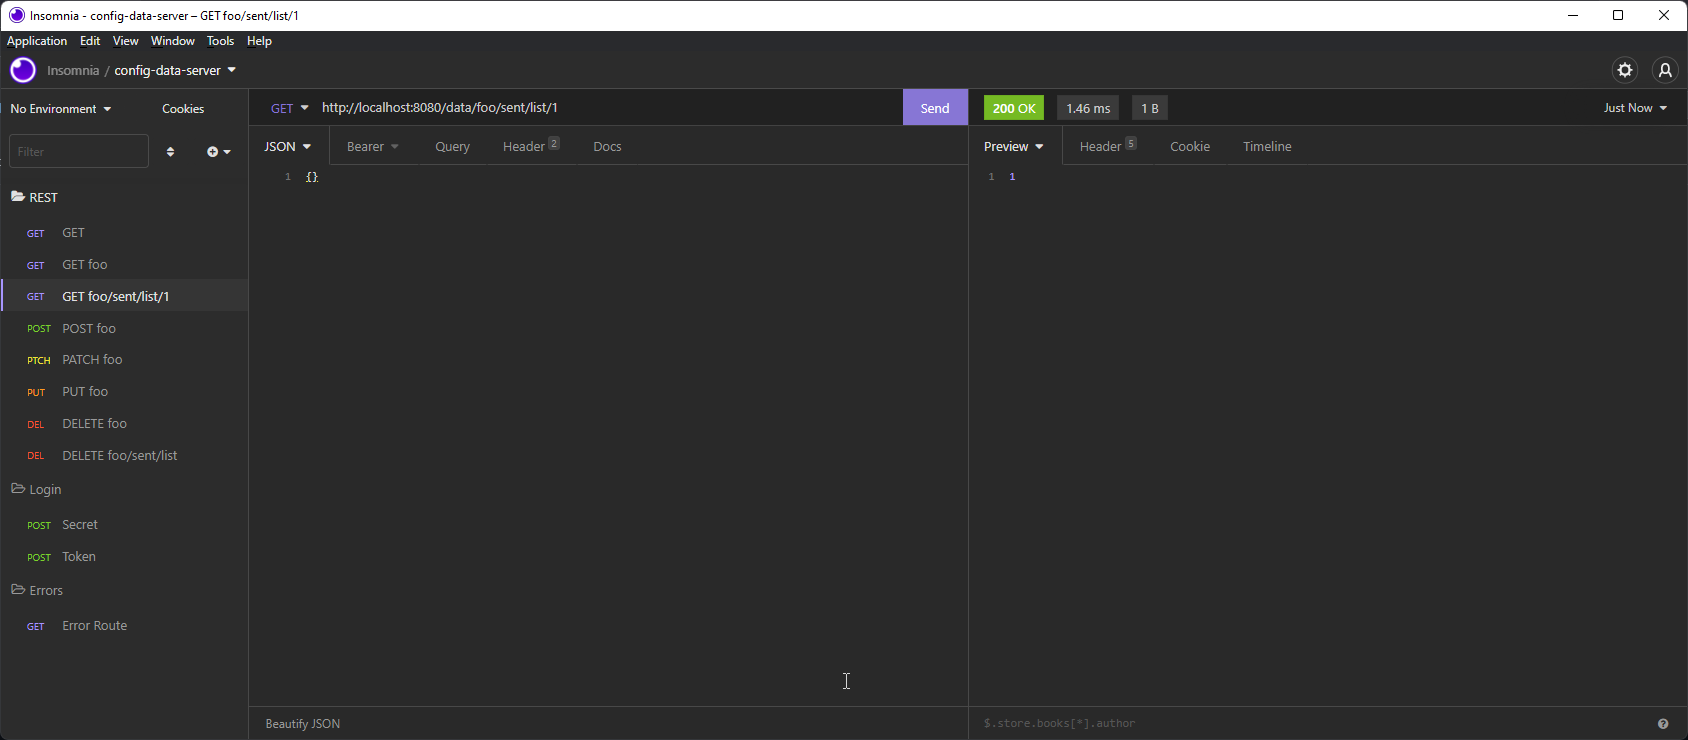 Insomnia - config-data-server – GET foo/sent/list/1
Application Edit View Window Tools Help
Insomnia / config-data-server
No Environment Cookies
GET http://localhost:8080/data/foo/sent/list/1 Send
200 OK 1.46 ms 1 B Just Now
Filter
JSON Bearer Query Header 2 Docs
Preview Header 5 Cookie Timeline
1 {}
1 1
REST
GET GET
GET GET foo
GET GET foo/sent/list/1
POST POST foo
PTCH PATCH foo
PUT PUT foo
DEL DELETE foo
DEL DELETE foo/sent/list
Login
POST Secret
POST Token
Errors
GET Error Route
Beautify JSON
$.store.books[*].author